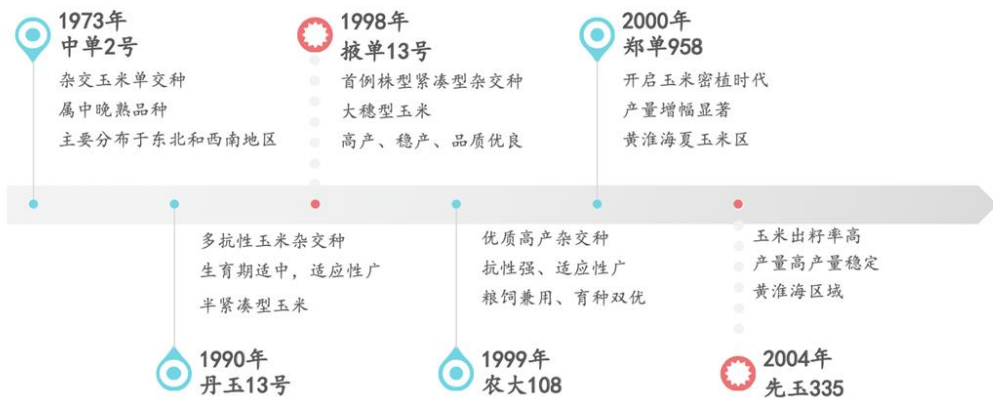 1973年
中单2号
杂交玉米单交种
属中晚熟品种
主要分布于东北和西南地区
1998年
掖单13号
首例株型紧凑型杂交种
大穗型玉米
高产、稳产、品质优良
2000年
郑单958
开启玉米密植时代
产量增幅显著
黄淮海夏玉米区
多抗性玉米杂交种
生育期适中，适应性广
半紧凑型玉米
1990年
丹玉13号
优质高产杂交种
抗性强、适应性广
粮饲兼用、育种双优
1999年
农大108
玉米出籽率高
产量高产量稳定
黄淮海区域
2004年
先玉335